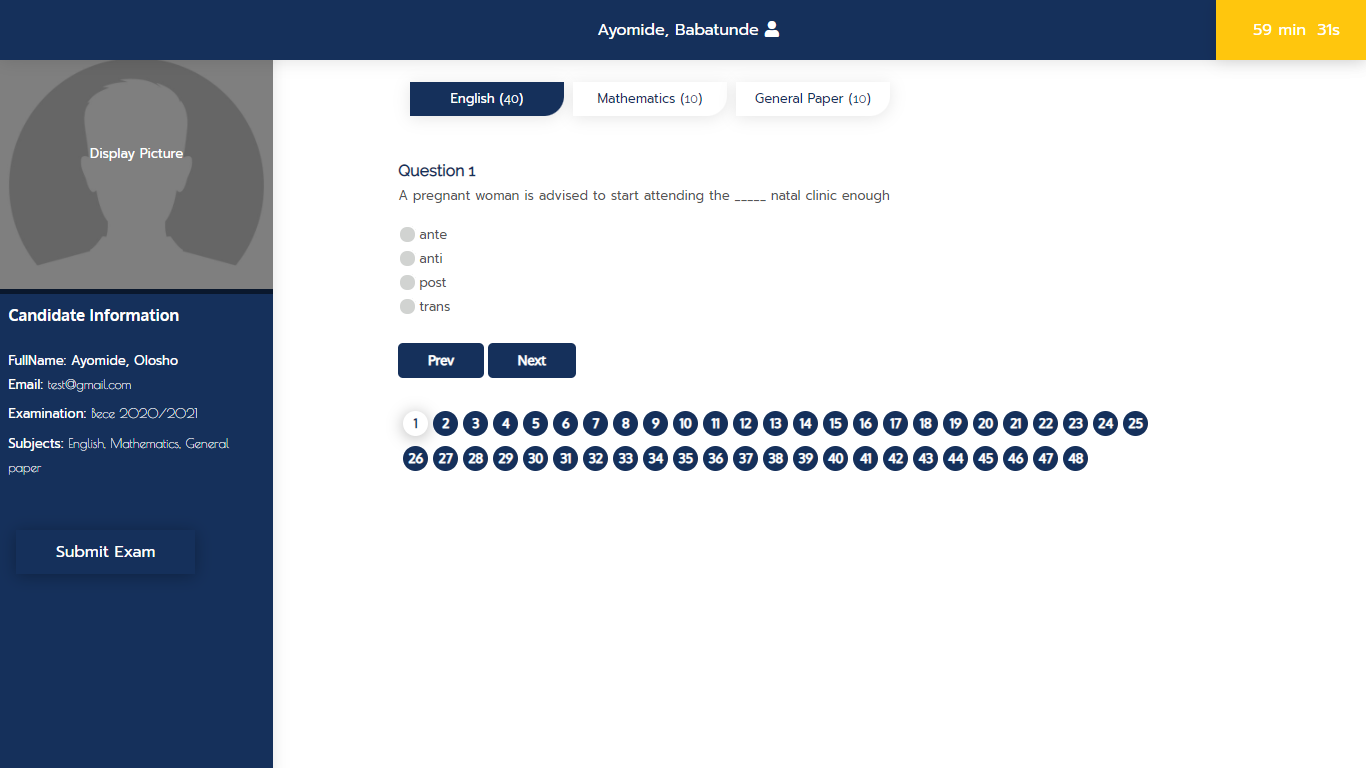 Ayomide, Babatunde
59 min 31s
Display Picture
Candidate Information
FullName: Ayomide, Olosho
Email: test@gmail.com
Examination: Bece 2020/2021
Subjects: English, Mathematics, General
paper
Submit Exam
English (40) Mathematics (10) General Paper (10)
Question 1
A pregnant woman is advised to start attending the _____ natal clinic enough
ante
anti
post
trans
Prev Next
1 2 3 4 5 6 7 8 9 10 11 12 13 14 15 16 17 18 19 20 21 22 23 24 25
26 27 28 29 30 31 32 33 34 35 36 37 38 39 40 41 42 43 44 45 46 47 48